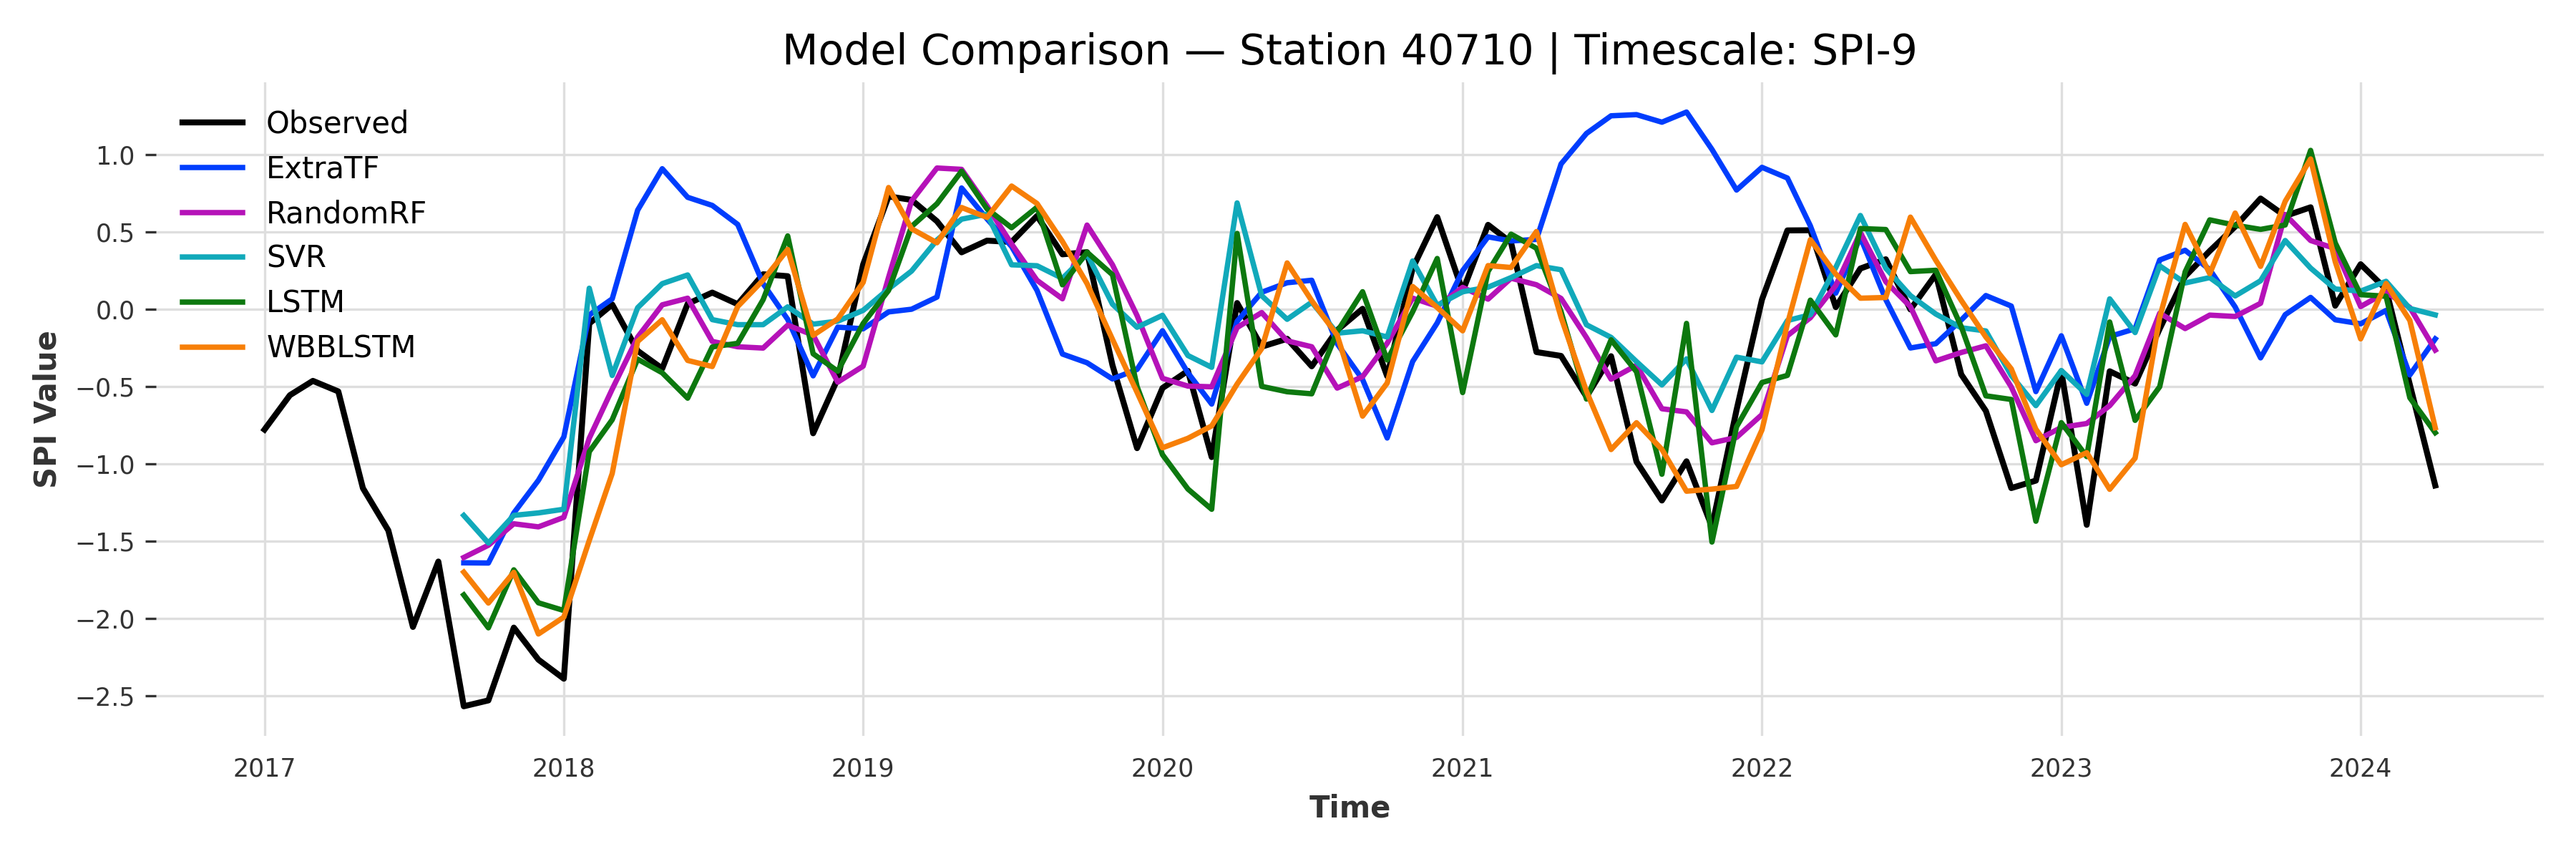 Model Comparison — Station 40710 | Timescale: SPI-9
Observed
ExtraTF
RandomRF
SVR
LSTM
WBBLSTM
SPI Value
1.0
0.5
0.0
−0.5
−1.0
−1.5
−2.0
−2.5
2017 2018 2019 2020 2021 2022 2023 2024
Time